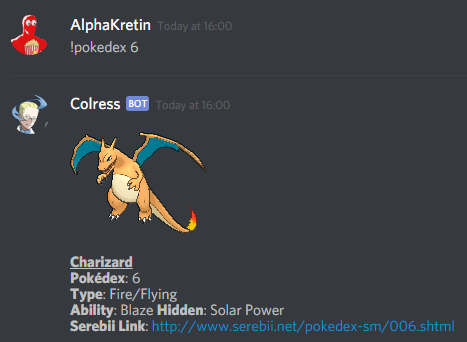 AlphaKretin Today at 16:00
!pokedex 6
Colress BOT Today at 16:00
Charizard
Pokédex: 6
Type: Fire/Flying
Ability: Blaze Hidden: Solar Power
Serebii Link: http://www.serebii.net/pokedex-sm/006.shtml